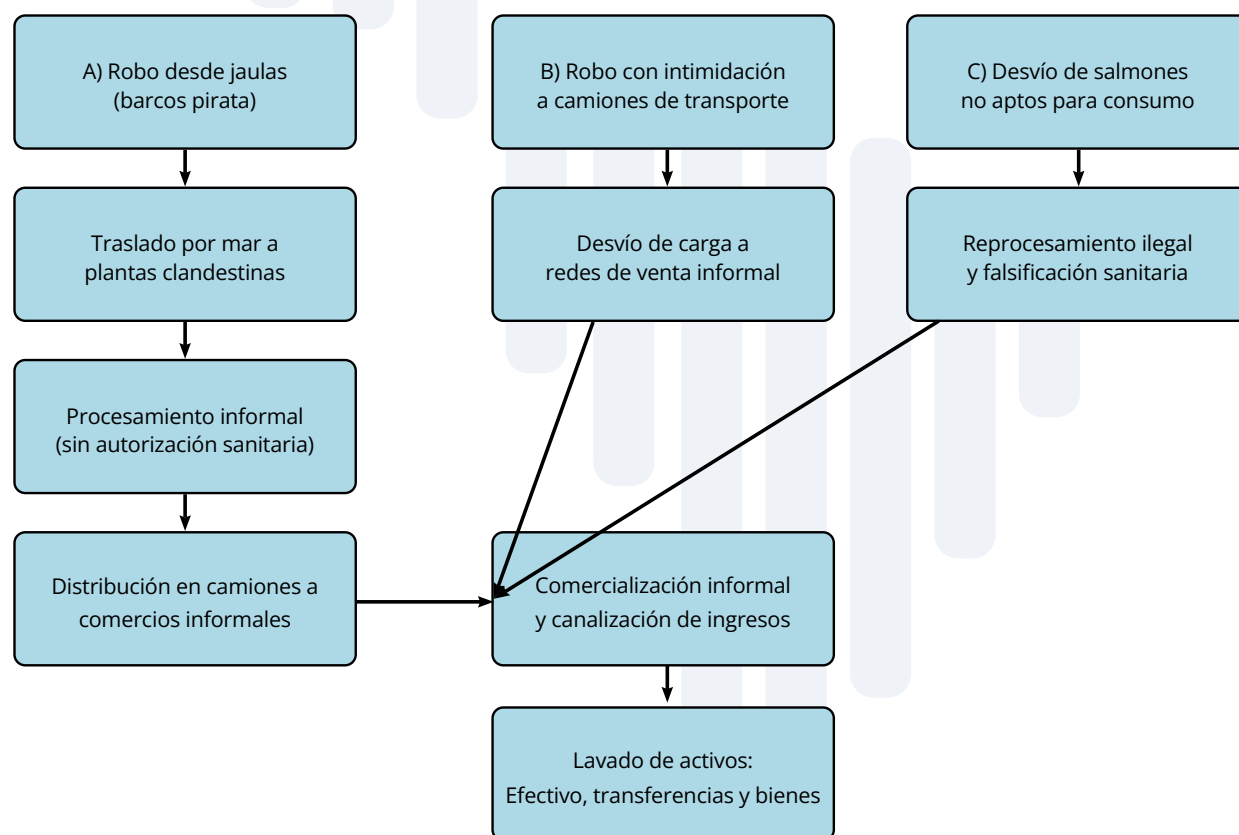 A) Robo desde jaulas
(barcos pirata)
B) Robo con intimidación
a camiones de transporte
C) Desvío de salmones
no aptos para consumo
Traslado por mar a
plantas clandestinas
Desvío de carga a
redes de venta informal
Reprocesamiento ilegal
y falsificación sanitaria
Procesamiento informal
(sin autorización sanitaria)
Distribución en camiones a
comercios informales
Comercialización informal
y canalización de ingresos
Lavado de activos:
Efectivo, transferencias y bienes